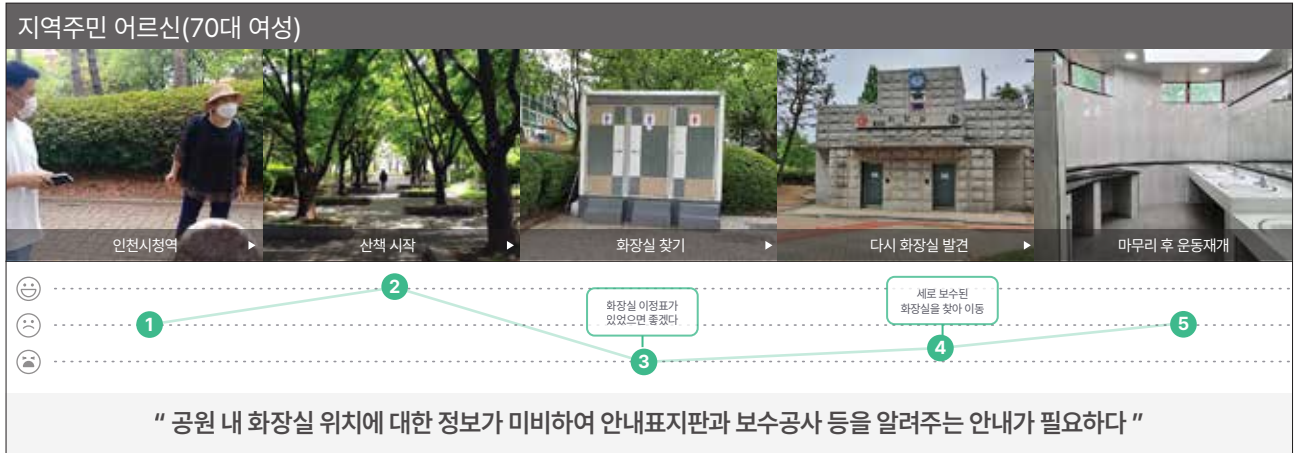 지역주민 어르신(70대 여성)
인천시청역
산책 시작
화장실 찾기
다시 화장실 발견
마무리 후 운동재개
1
2
화장실 이정표가
있었으면 좋겠다
3
세로 보수된
화장실을 찾아 이동
4
5
“ 공원 내 화장실 위치에 대한 정보가 미비하여 안내표지판과 보수공사 등을 알려주는 안내가 필요하다 ”